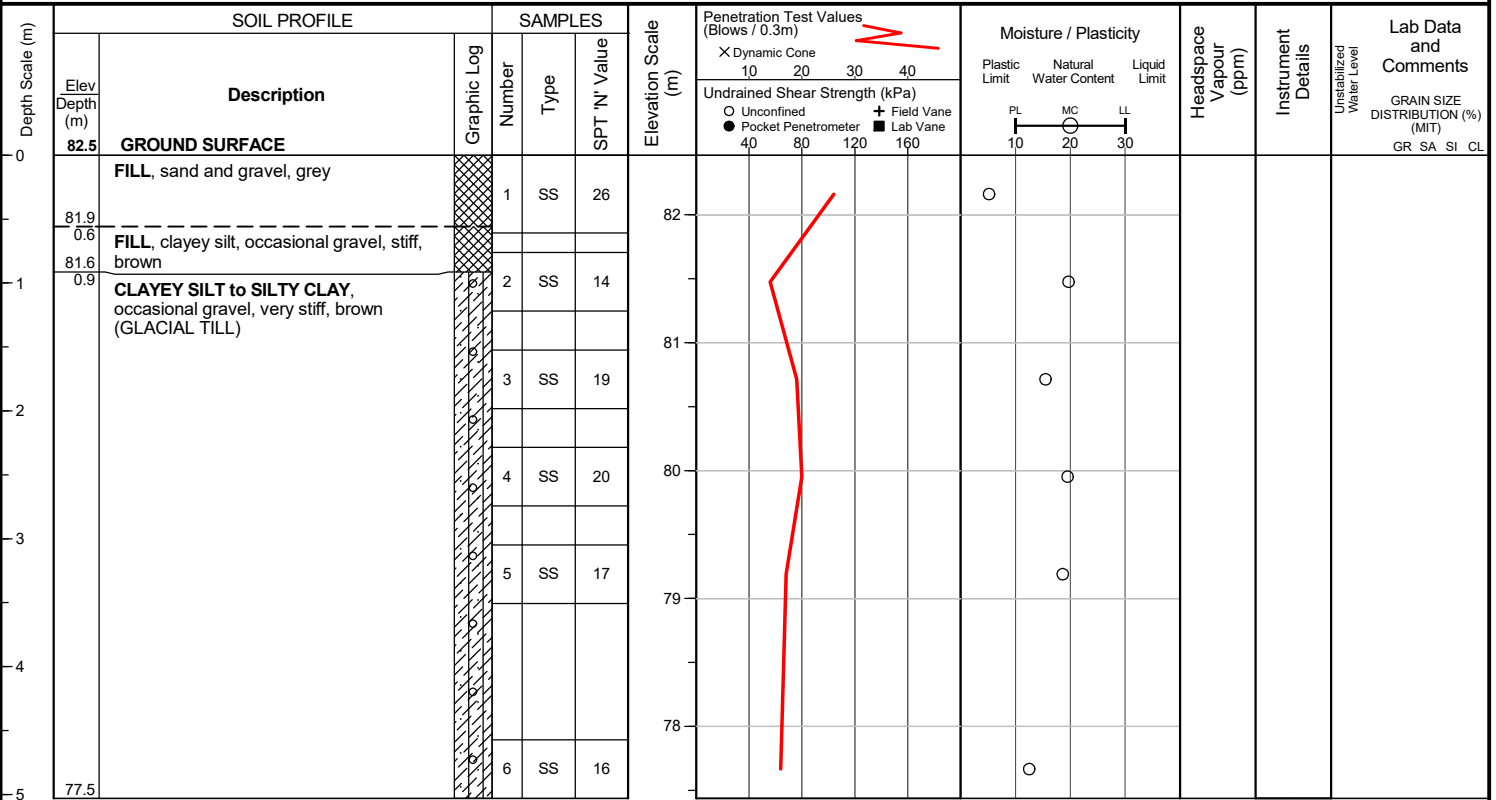 SOIL PROFILE
SAMPLES
Depth Scale (m)
Elev
Depth
(m)
Description
Graphic Log
Number
Type
SPT 'N' Value
Elevation Scale
(m)
Penetration Test Values
(Blows / 0.3m)
× Dynamic Cone
10 20 30 40
Undrained Shear Strength (kPa)
Unconfined
Field Vane
Pocket Penetrometer
Lab Vane
40 80 120 160
Moisture / Plasticity
Plastic
Limit
Natural
Water Content
Liquid
Limit
PL MC LL
10 20 30
Headspace
Vapour
(ppm)
Instrument
Details
Unstabilized
Water Level
Lab Data
and
Comments
GRAIN SIZE
DISTRIBUTION (%)
(MIT)
GR SA SI CL
82.5 GROUND SURFACE
0
FILL, sand and gravel, grey
1 SS 26
82
81.9
0.6
FILL, clayey silt, occasional gravel, stiff,
brown
81.6
0.9
1
CLAYEY SILT to SILTY CLAY,
occasional gravel, very stiff, brown
(GLACIAL TILL)
2 SS 14
81
3 SS 19
2
80
4 SS 20
3
5 SS 17
79
4
78
6 SS 16
77.5
5